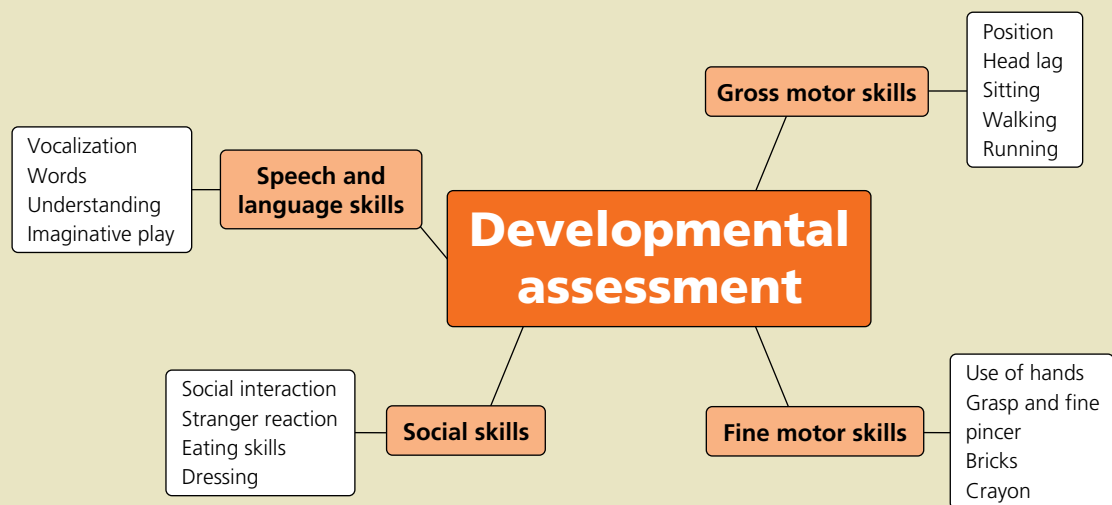 Developmental
assessment
Gross motor skills
Position
Head lag
Sitting
Walking
Running
Speech and
language skills
Vocalization
Words
Understanding
Imaginative play
Social skills
Social interaction
Stranger reaction
Eating skills
Dressing
Fine motor skills
Use of hands
Grasp and fine
pincer
Bricks
Crayon